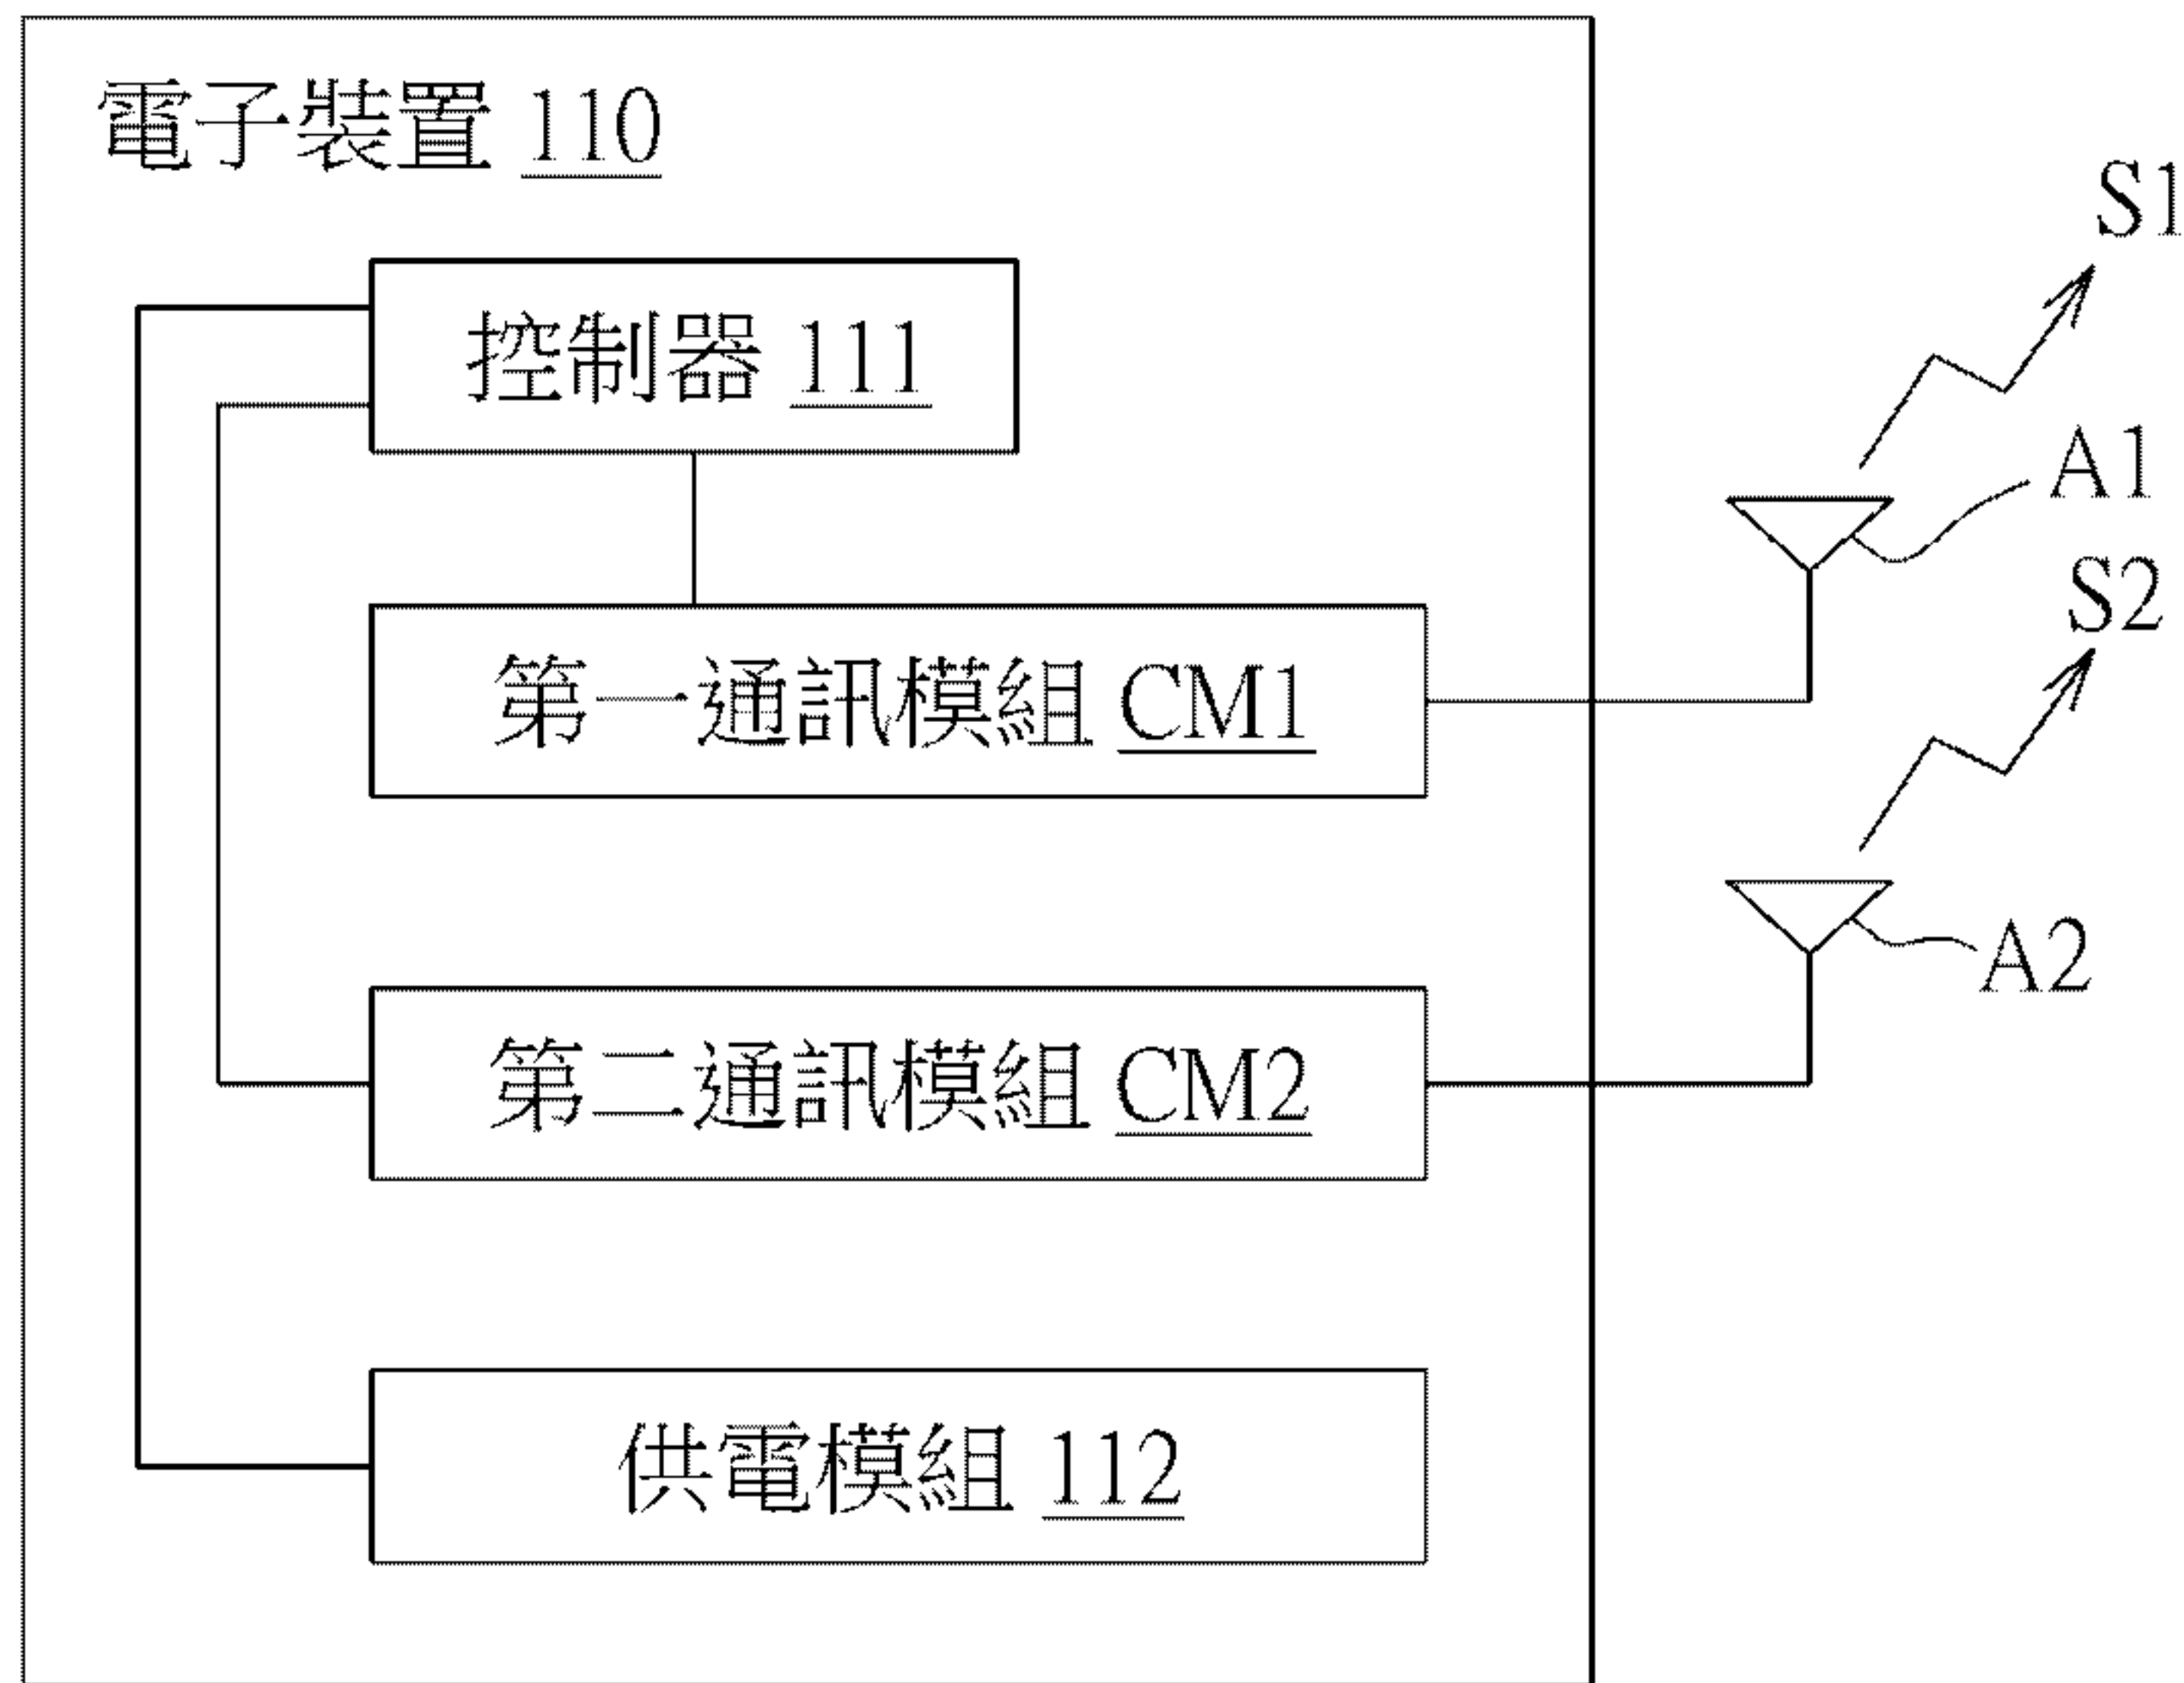 電子裝置 110
S1
控制器 111
A1
S2
第一通訊模組 CM1
A2
第二通訊模組 CM2
供電模組 112